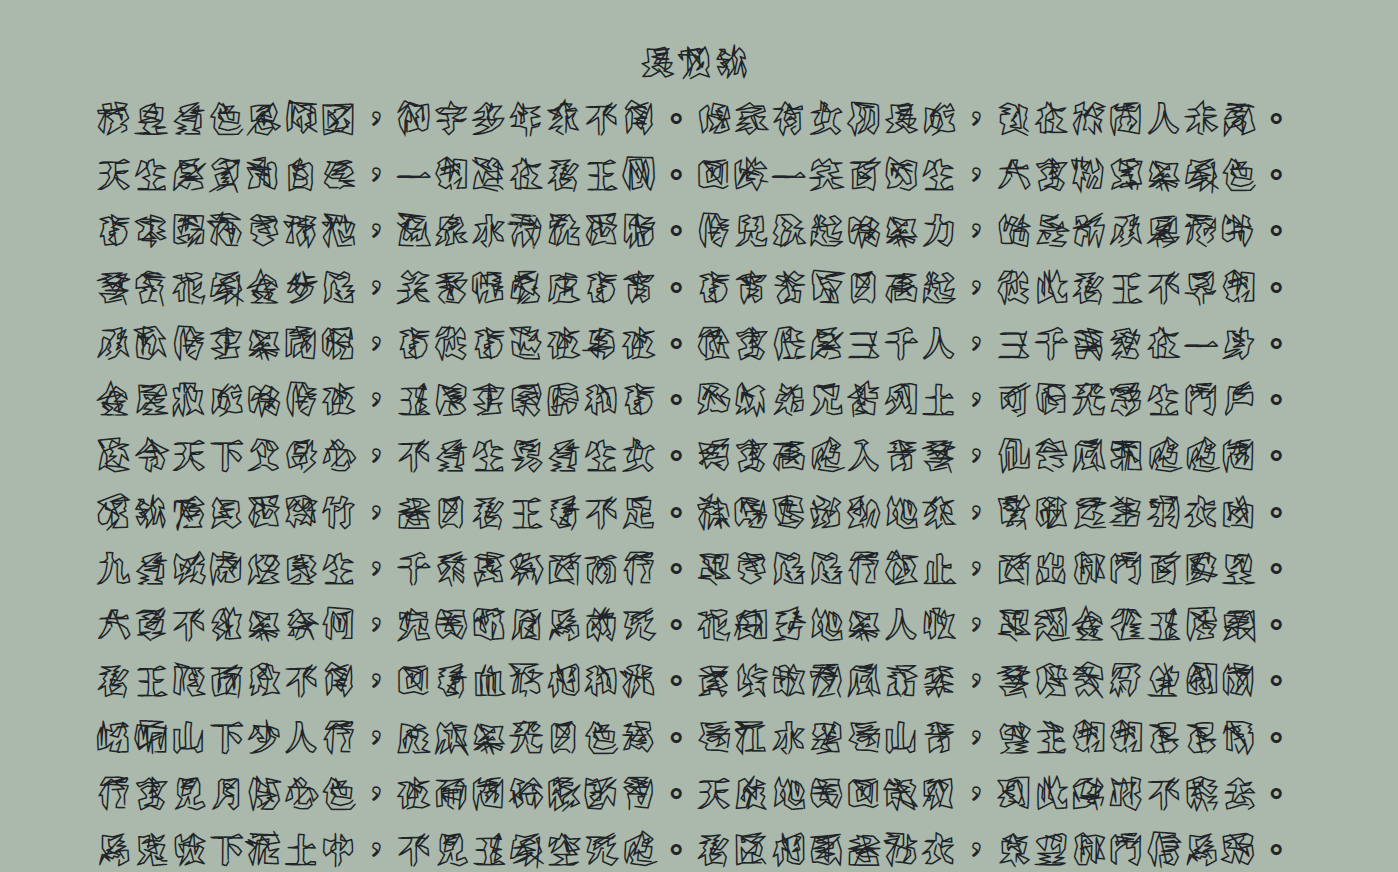 長恨歌
漢皇重色思傾國，御宇多年求不得。楊家有女初長成，養在深閨人未識。
天生麗質難自棄，一朝選在君王側。回眸一笑百媚生，六宮粉黛無顏色。
春寒賜浴華清池，溫泉水滑洗凝脂。侍兒扶起嬌無力，始是新承恩澤時。
雲鬢花顏金步搖，芙蓉帳暖度春宵。春宵苦短日高起，從此君王不早朝。
承歡侍宴無閒暇，春從春遊夜專夜。後宮佳麗三千人，三千寵愛在一身。
金屋妝成嬌侍夜，玉樓宴罷醉和春。姊妹弟兄皆列土，可憐光彩生門戶。
遂令天下父母心，不重生男重生女。驪宮高處入青雲，仙樂風飄處處聞。
緩歌慢舞凝絲竹，盡日君王看不足。漁陽鼙鼓動地來，驚破霓裳羽衣曲。
九重城闕煙塵生，千乘萬騎西南行。翠華搖搖行復止，西出都門百餘里。
六軍不發無奈何，宛轉蛾眉馬前死。花鈿委地無人收，翠翹金雀玉搔頭。
君王掩面救不得，回看血淚相和流。黃埃散漫風蕭索，雲棧縈紆登劍閣。
峨嵋山下少人行，旌旗無光日色薄。蜀江水碧蜀山青，聖主朝朝暮暮情。
行宮見月傷心色，夜雨聞鈴腸斷聲。天旋地轉迴龍馭，到此躊躇不能去。
馬嵬坡下泥土中，不見玉顏空死處。君臣相顧盡沾衣，東望都門信馬歸。